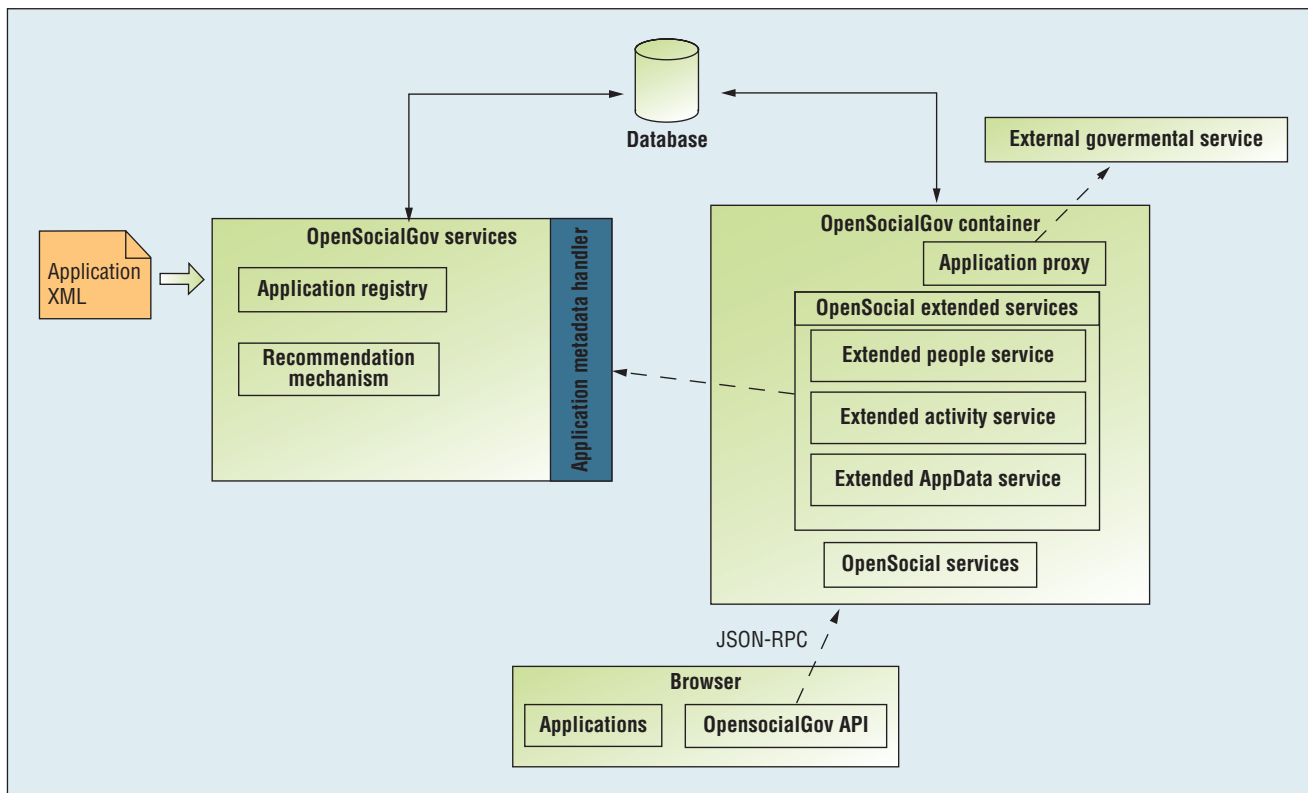 Database
External govermental service
OpenSocialGov services
Application metadata handler
OpenSocialGov container
Application proxy
Application
XML
Application registry
OpenSocial extended services
Recommendation
mechanism
Extended people service
Extended activity service
Extended AppData service
OpenSocial services
JSON-RPC
Browser
Applications
OpensocialGov API